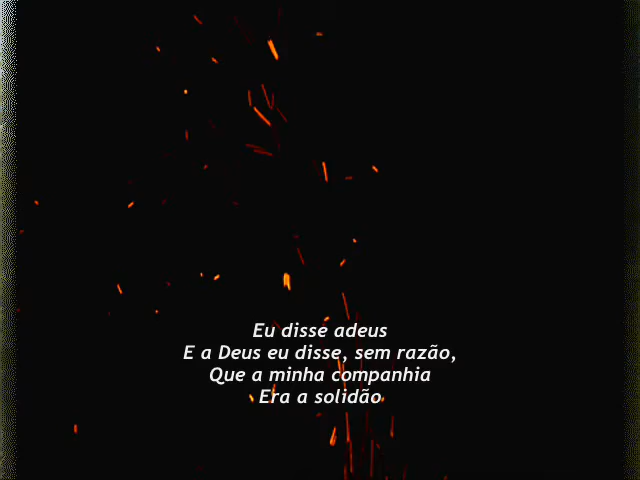 Eu disse adeus
E a Deus eu disse, sem razão,
Que a minha companhia
Era a solidão